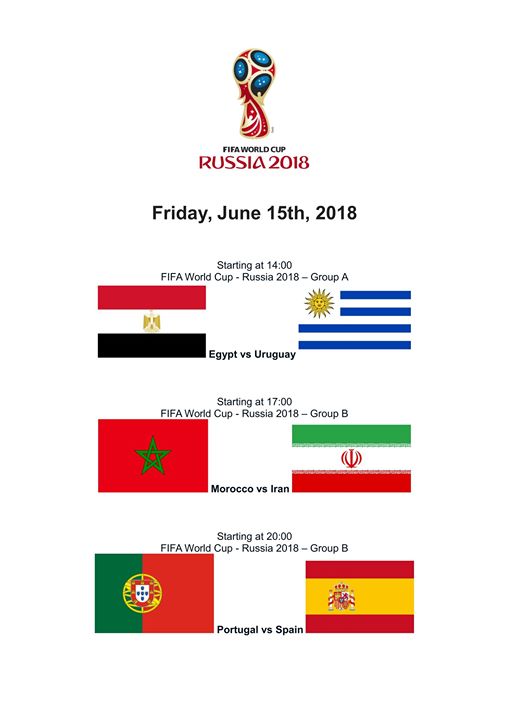 FIFA WORLD CUP
RUSSIA 2018
Friday, June 15th, 2018
Starting at 14:00
FIFA World Cup - Russia 2018 – Group A
Egypt vs Uruguay
Starting at 17:00
FIFA World Cup - Russia 2018 – Group B
Morocco vs Iran
Starting at 20:00
FIFA World Cup - Russia 2018 – Group B
Portugal vs Spain